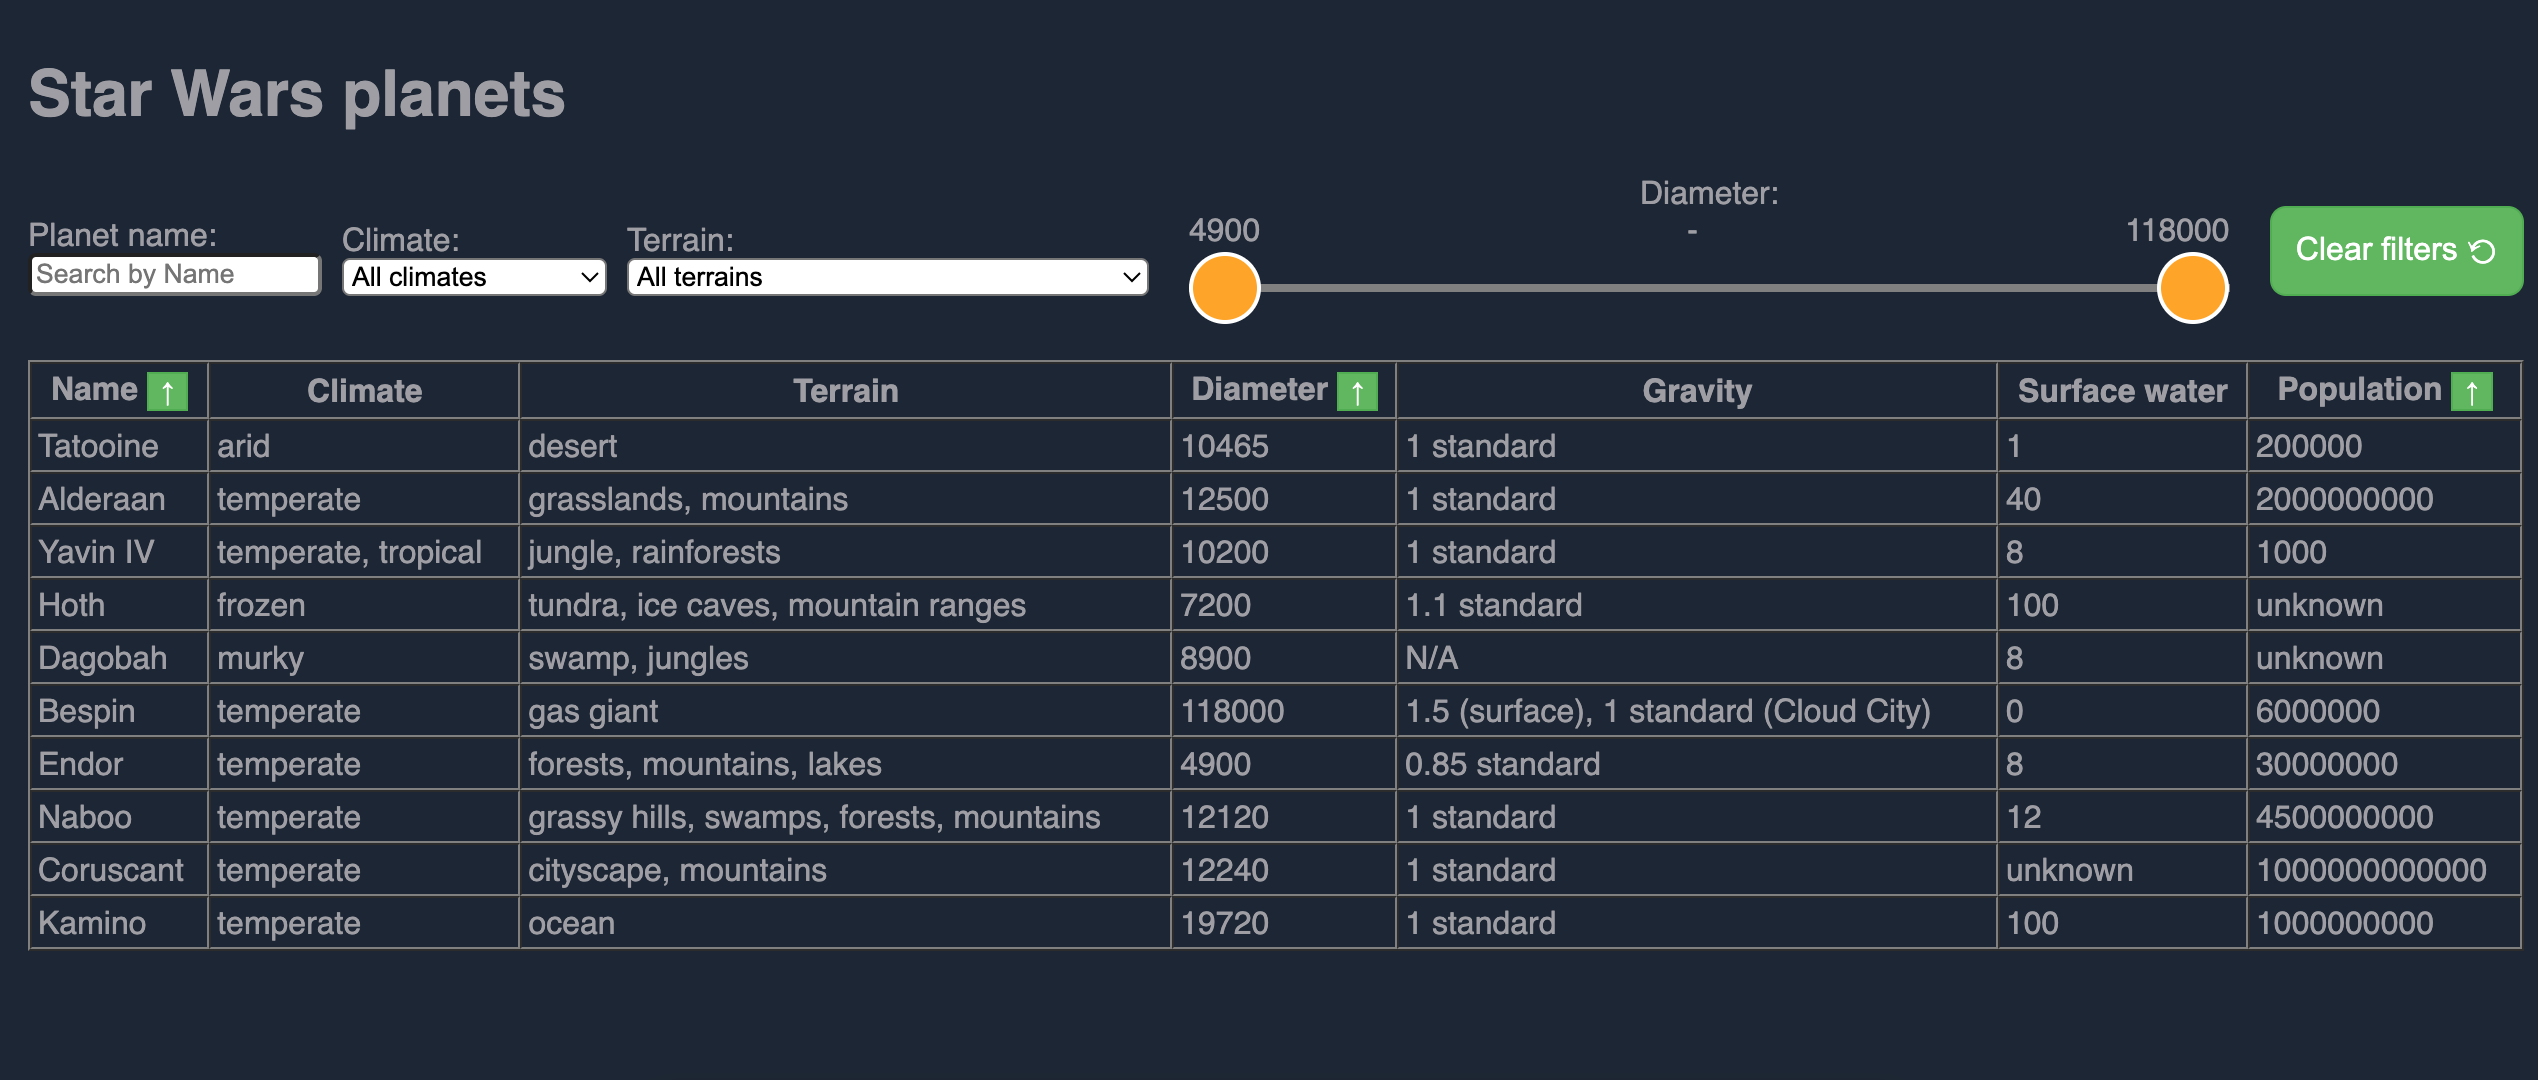 Star Wars planets
Diameter:
Planet name: Climate: Terrain: 4900 - 118000
Search by Name All climates All terrains Clear filters
Name ↑ Climate Terrain Diameter ↑ Gravity Surface water Population ↑
Tatooine arid desert 10465 1 standard 1 200000
Alderaan temperate grasslands, mountains 12500 1 standard 40 2000000000
Yavin IV temperate, tropical jungle, rainforests 10200 1 standard 8 1000
Hoth frozen tundra, ice caves, mountain ranges 7200 1.1 standard 100 unknown
Dagobah murky swamp, jungles 8900 N/A 8 unknown
Bespin temperate gas giant 118000 1.5 (surface), 1 standard (Cloud City) 0 6000000
Endor temperate forests, mountains, lakes 4900 0.85 standard 8 30000000
Naboo temperate grassy hills, swamps, forests, mountains 12120 1 standard 12 4500000000
Coruscant temperate cityscape, mountains 12240 1 standard unknown 1000000000000
Kamino temperate ocean 19720 1 standard 100 1000000000